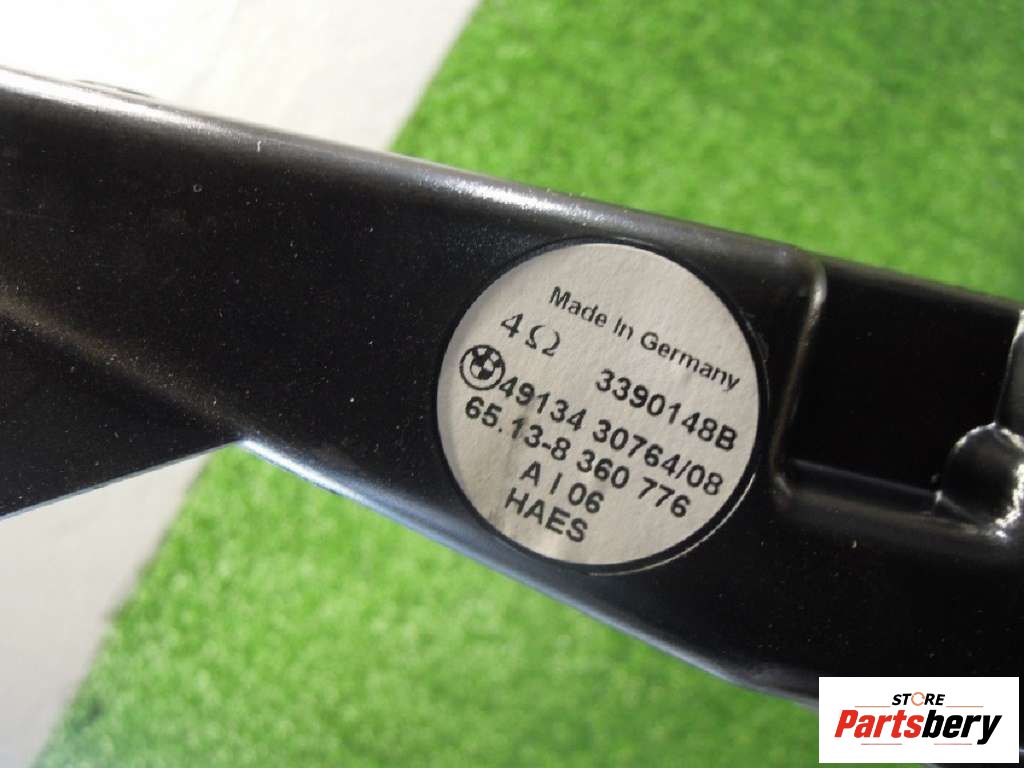 Made In Germany
4Ω
3390148B
49134 30764/08
65.13-8 360 776
A I 06
HAES
STORE
Partsbery